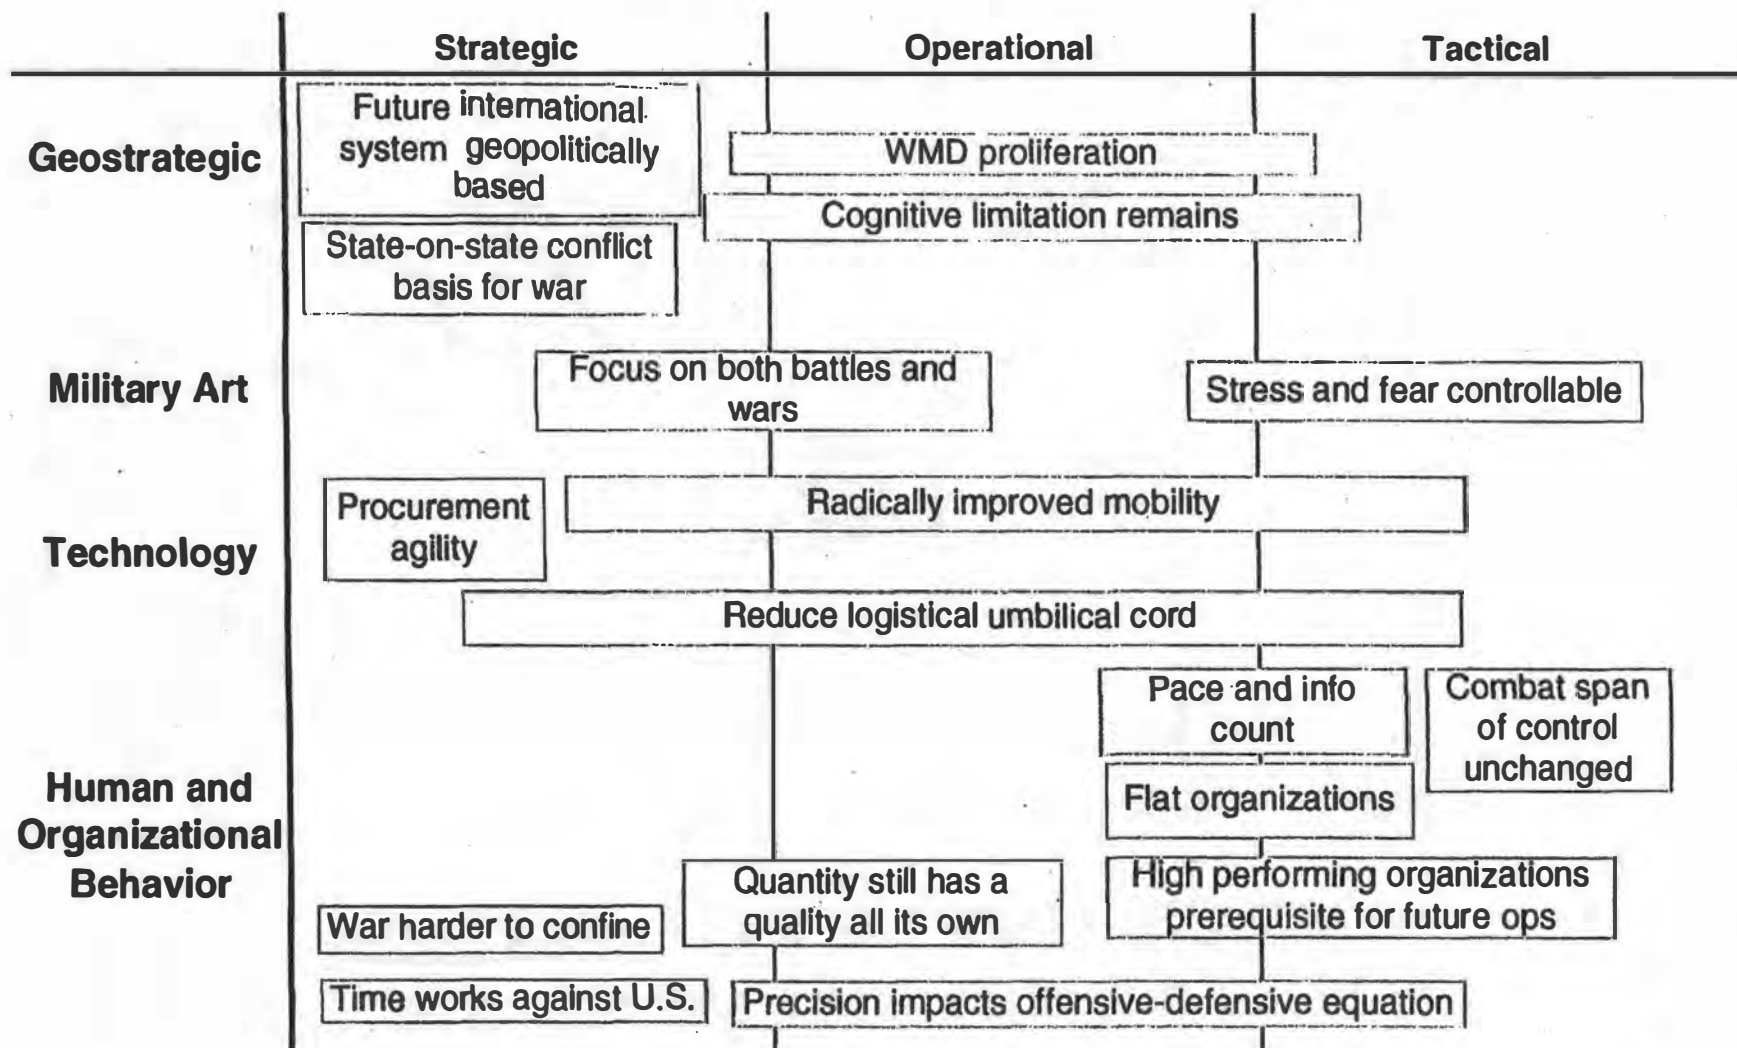 Strategic
Operational
Tactical
Geostrategic
Future international
system geopolitically
based
WMD proliferation
Cognitive limitation remains
State-on-state conflict
basis for war
Military Art
Focus on both battles and
wars
Stress and fear controllable
Technology
Procurement
agility
Radically improved mobility
Reduce logistical umbilical cord
Human and
Organizational
Behavior
Pace and info
count
Combat span
of control
unchanged
Flat organizations
Quantity still has a
quality all its own
High performing organizations
prerequisite for future ops
War harder to confine
Time works against U.S.
Precision impacts offensive-defensive equation